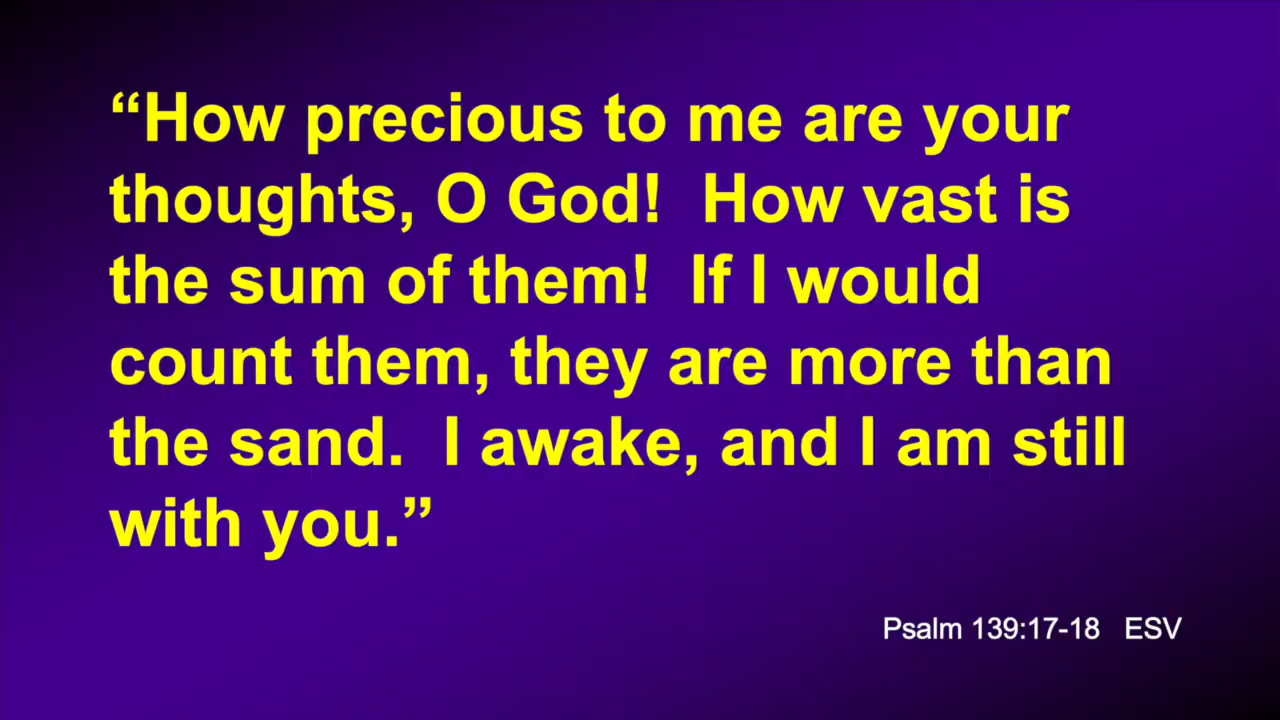 “How precious to me are your
thoughts, O God!  How vast is
the sum of them!  If I would
count them, they are more than
the sand.  I awake, and I am still
with you.”
Psalm 139:17-18   ESV